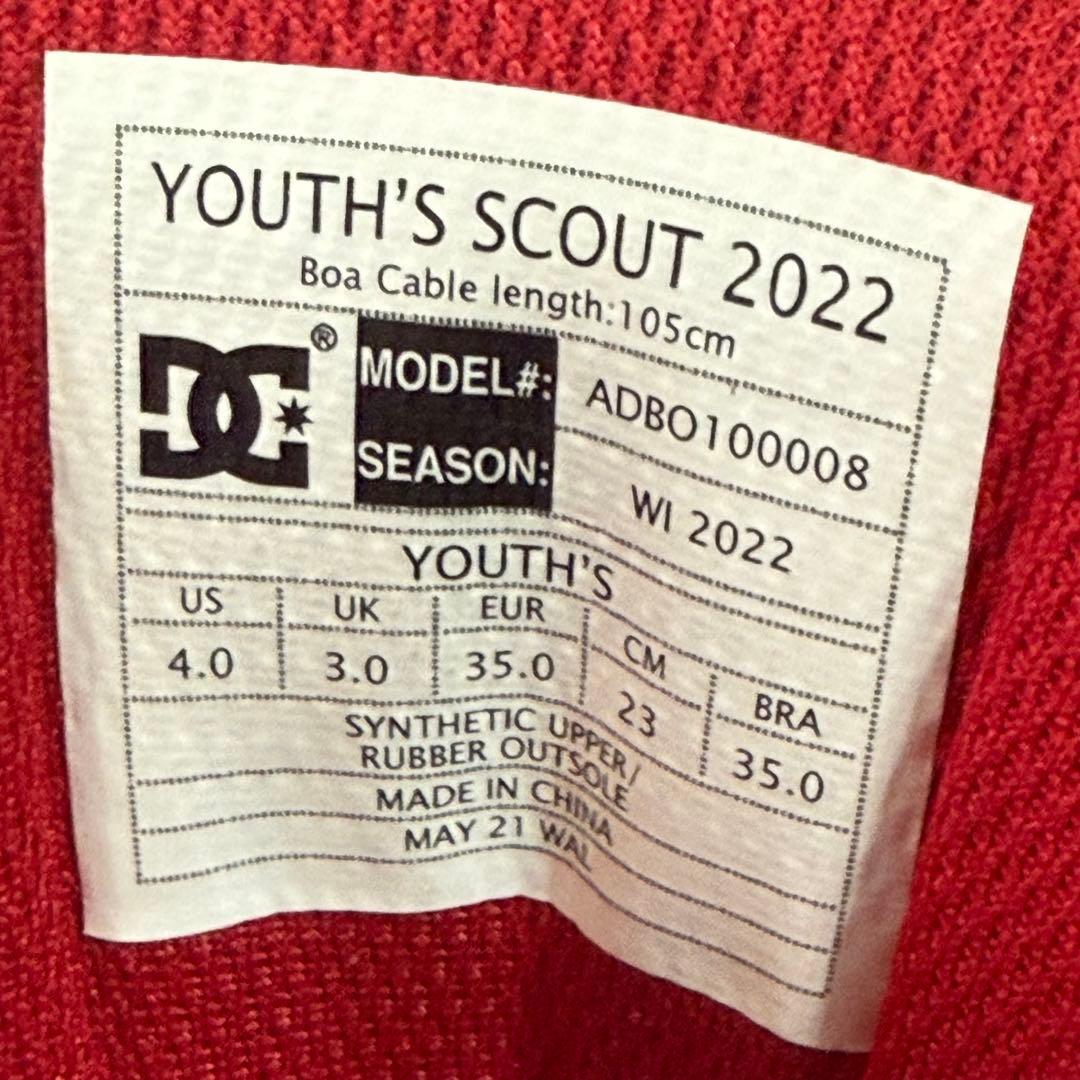 YOUTH'S SCOUT 2022
Boa Cable length:105cm
DC®
MODEL#: ADBO100008
SEASON: WI 2022
YOUTH'S
US UK EUR CM BRA
4.0 3.0 35.0 23 35.0
SYNTHETIC UPPER/
RUBBER OUTSOLE
MADE IN CHINA
MAY 21 WAL